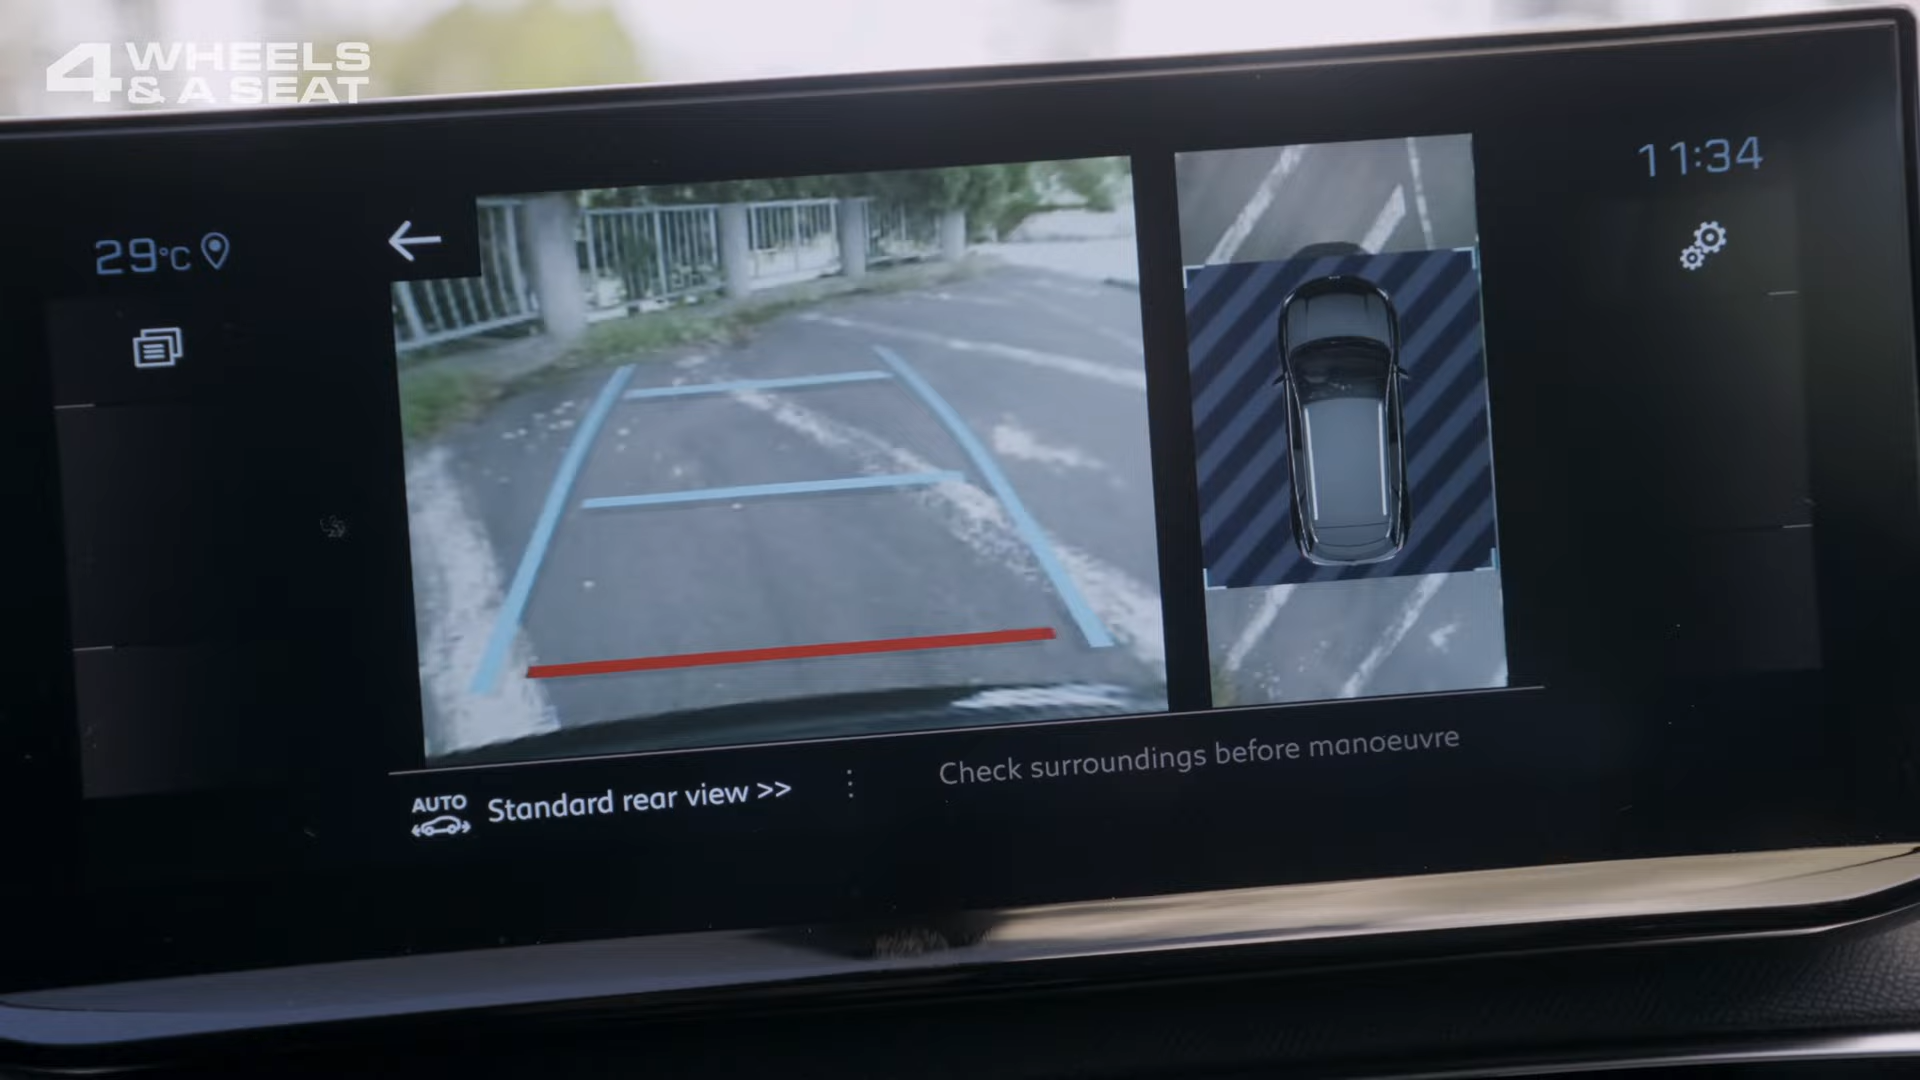 4 WHEELS
& A SEAT
11:34
29°C
AUTO
Standard rear view >>
Check surroundings before manoeuvre